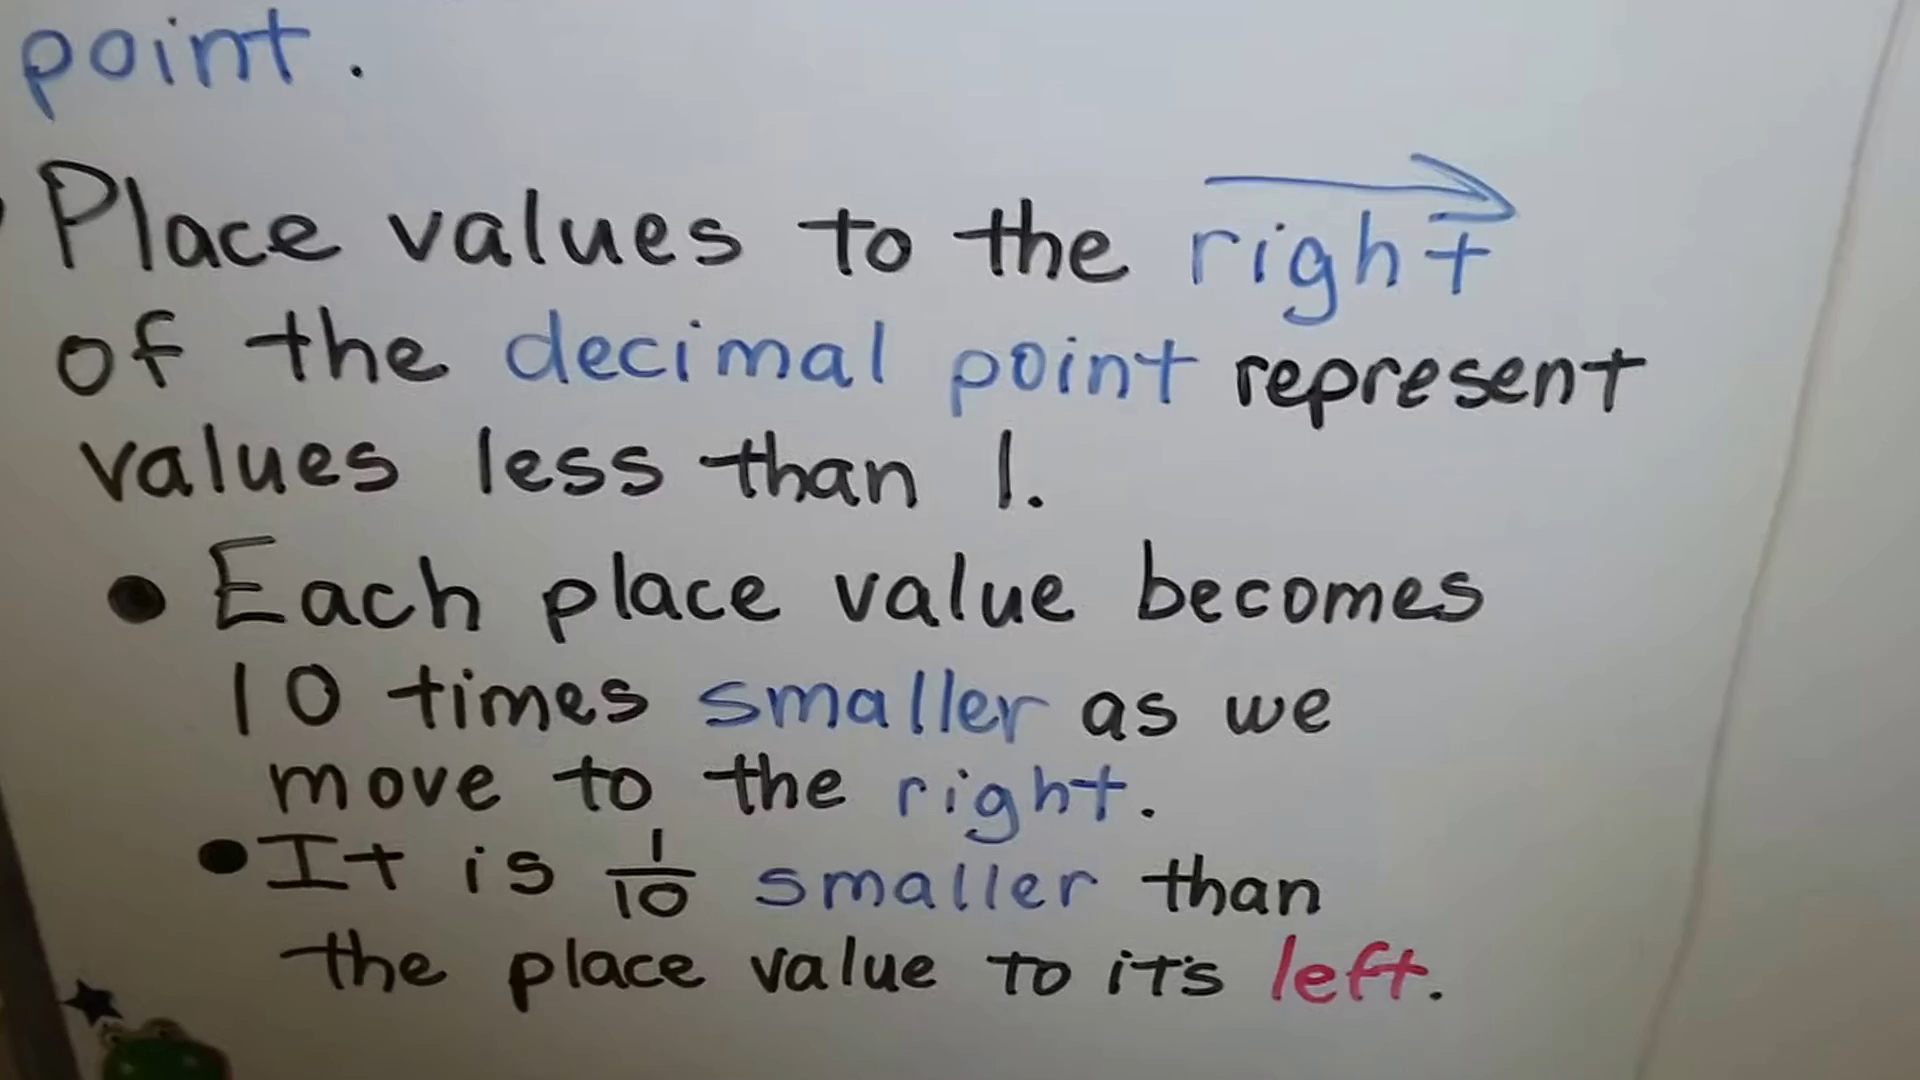 point.
Place values to the right
of the decimal point represent
values less than 1.
• Each place value becomes
10 times smaller as we
move to the right.
• It is 1/10 smaller than
the place value to it's left.